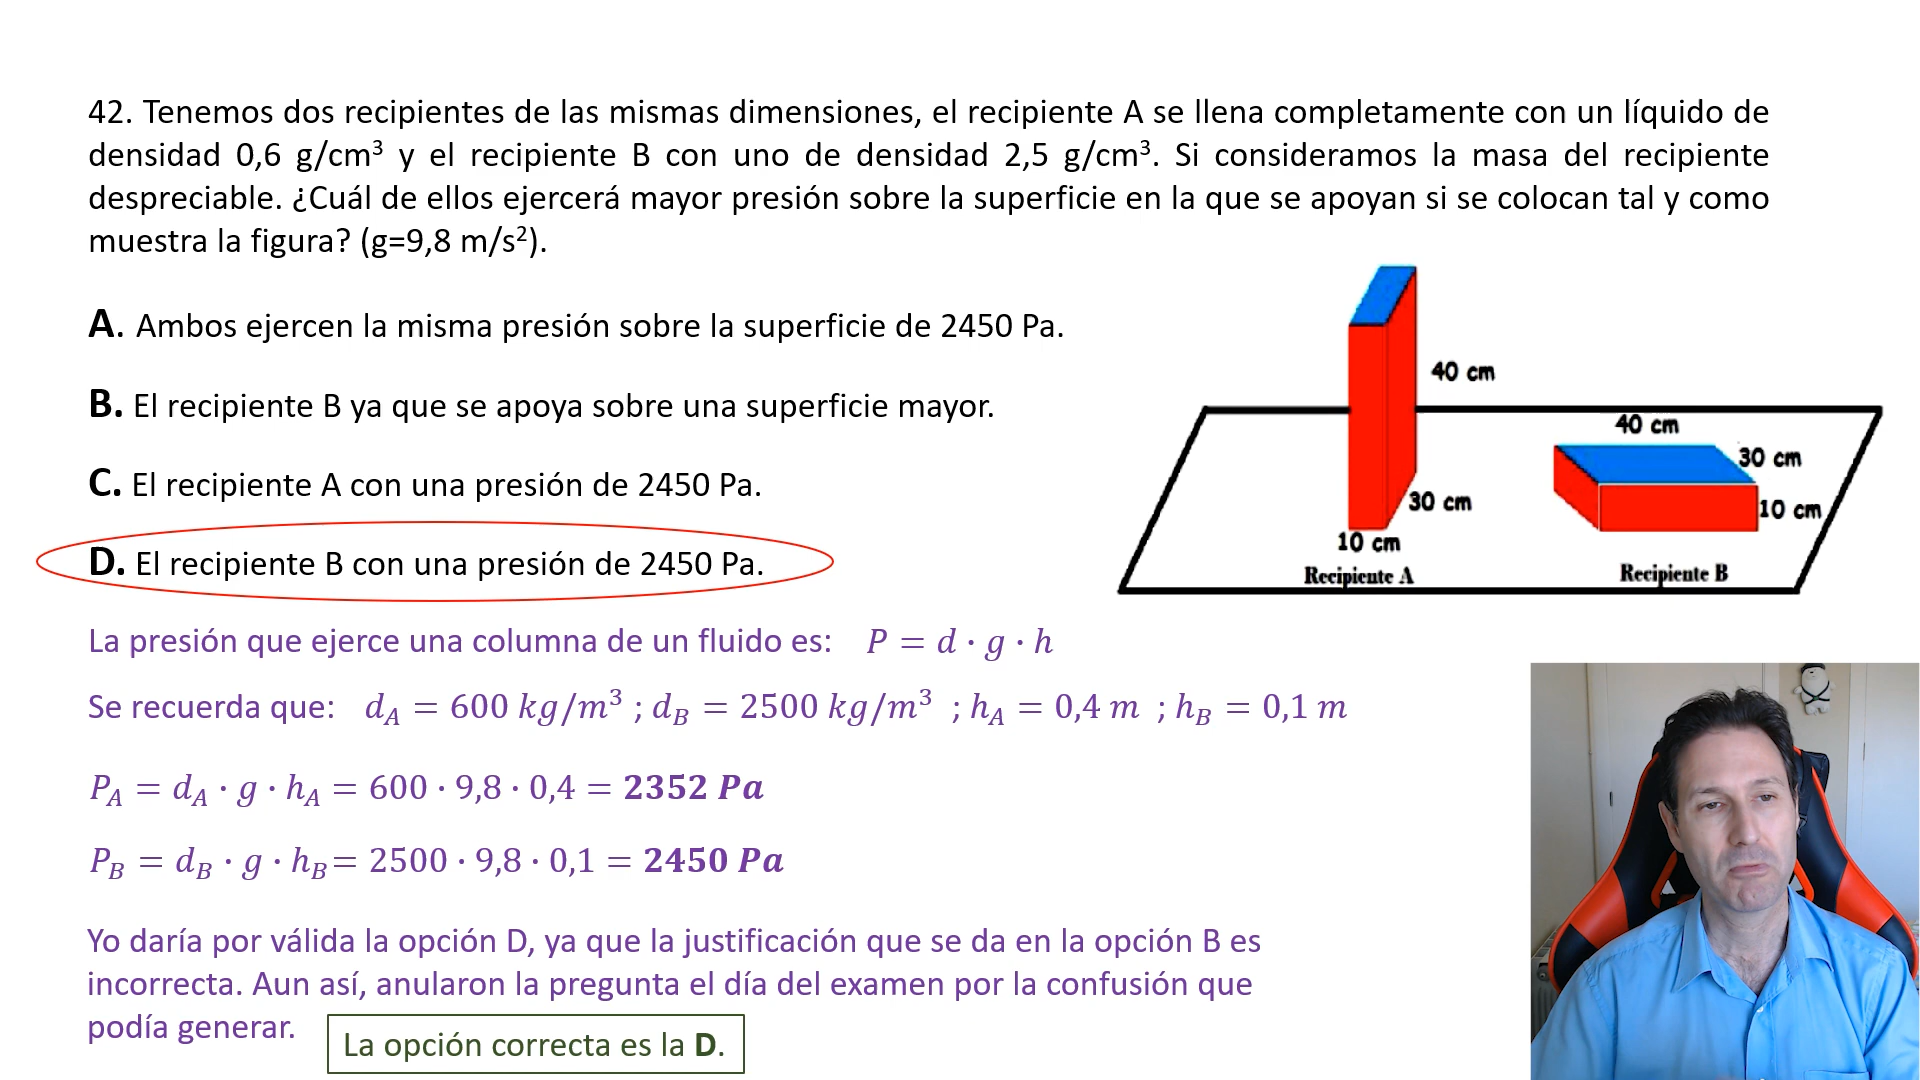 42. Tenemos dos recipientes de las mismas dimensiones, el recipiente A se llena completamente con un líquido de
densidad 0,6 g/cm³ y el recipiente B con uno de densidad 2,5 g/cm³. Si consideramos la masa del recipiente
despreciable. ¿Cuál de ellos ejercerá mayor presión sobre la superficie en la que se apoyan si se colocan tal y como
muestra la figura? (g=9,8 m/s²).
A. Ambos ejercen la misma presión sobre la superficie de 2450 Pa.
B. El recipiente B ya que se apoya sobre una superficie mayor.
C. El recipiente A con una presión de 2450 Pa.
D. El recipiente B con una presión de 2450 Pa.
40 cm
30 cm
10 cm
Recipiente A
40 cm
30 cm
10 cm
Recipiente B
La presión que ejerce una columna de un fluido es: P = d · g · h
Se recuerda que: d_A = 600 kg/m³ ; d_B = 2500 kg/m³ ; h_A = 0,4 m ; h_B = 0,1 m
P_A = d_A · g · h_A = 600 · 9,8 · 0,4 = 2352 Pa
P_B = d_B · g · h_B = 2500 · 9,8 · 0,1 = 2450 Pa
Yo daría por válida la opción D, ya que la justificación que se da en la opción B es
incorrecta. Aun así, anularon la pregunta el día del examen por la confusión que
podía generar.
La opción correcta es la D.